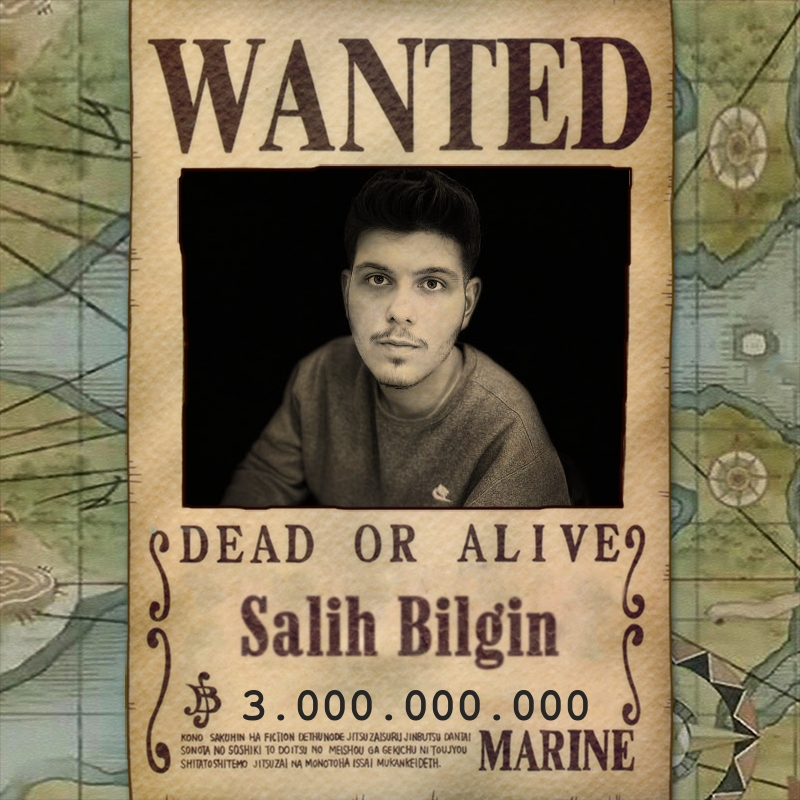 WANTED
DEAD OR ALIVE
Salih Bilgin
3.000.000.000
KONO SAKUHIN HA FICTION DETHUNODE JITSUZAISURU JINBUTSU DANTAI
SONOTA NO SOSHIKI TO DOITSU NO MEISHOU GA GEKICHU NI TOUJYOU
SHITATOSHITEMO JITSUZAI NA MONOTOHA ISSAI MUKANKEIDETH.
MARINE